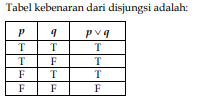 Tabel kebenaran dari disjungsi adalah:
p q p ∨ q
T T T
T F T
F T T
F F F